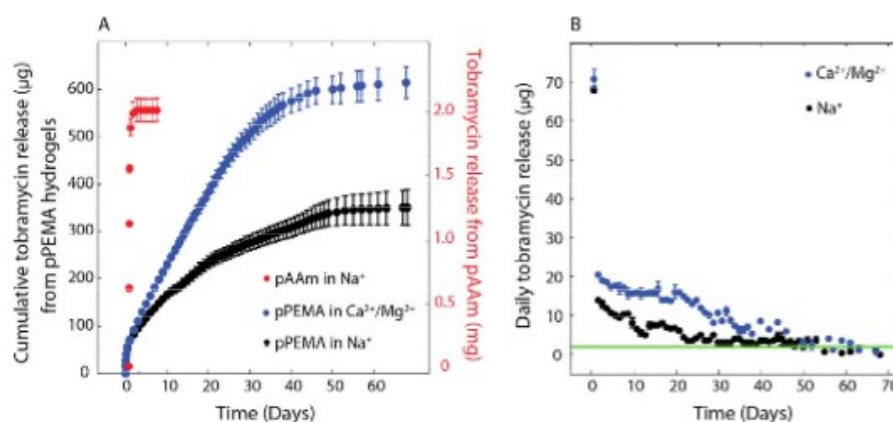 A
Cumulative tobramycin release (μg)
from pPEMA hydrogels
600
500
400
300
200
100
0
0 10 20 30 40 50 60
Time (Days)
2.0
1.5
1.0
0.5
0
Tobramycin release from pAAm (mg)
pAAm in Na⁺
pPEMA in Ca²⁺/Mg²⁺
pPEMA in Na⁺
B
Daily tobramycin release (μg)
80
70
60
50
40
30
20
10
0
0 10 20 30 40 50 60 70
Time (Days)
Ca²⁺/Mg²⁺
Na⁺